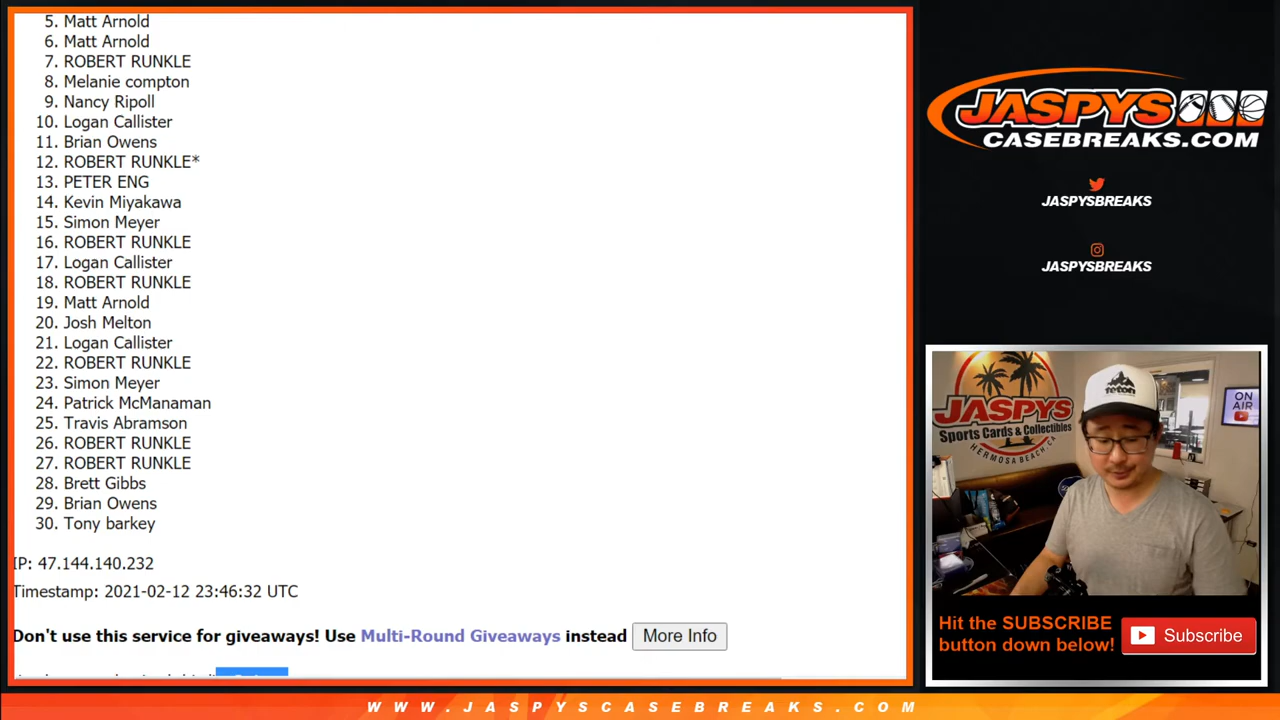 5. Matt Arnold
6. Matt Arnold
7. ROBERT RUNKLE
8. Melanie compton
9. Nancy Ripoll
10. Logan Callister
11. Brian Owens
12. ROBERT RUNKLE*
13. PETER ENG
14. Kevin Miyakawa
15. Simon Meyer
16. ROBERT RUNKLE
17. Logan Callister
18. ROBERT RUNKLE
19. Matt Arnold
20. Josh Melton
21. Logan Callister
22. ROBERT RUNKLE
23. Simon Meyer
24. Patrick McManaman
25. Travis Abramson
26. ROBERT RUNKLE
27. ROBERT RUNKLE
28. Brett Gibbs
29. Brian Owens
30. Tony barkey
IP: 47.144.140.232
Timestamp: 2021-02-12 23:46:32 UTC
Don't use this service for giveaways! Use Multi-Round Giveaways instead More Info
JASPYS
CASEBREAKS.COM
JASPYSBREAKS
JASPYSBREAKS
JASPYS
Sports Cards & Collectibles
HERMOSA BEACH, CA
teton
ON
AIR
Hit the SUBSCRIBE
button down below!
Subscribe
WWW.JASPYSCASEBREAKS.COM